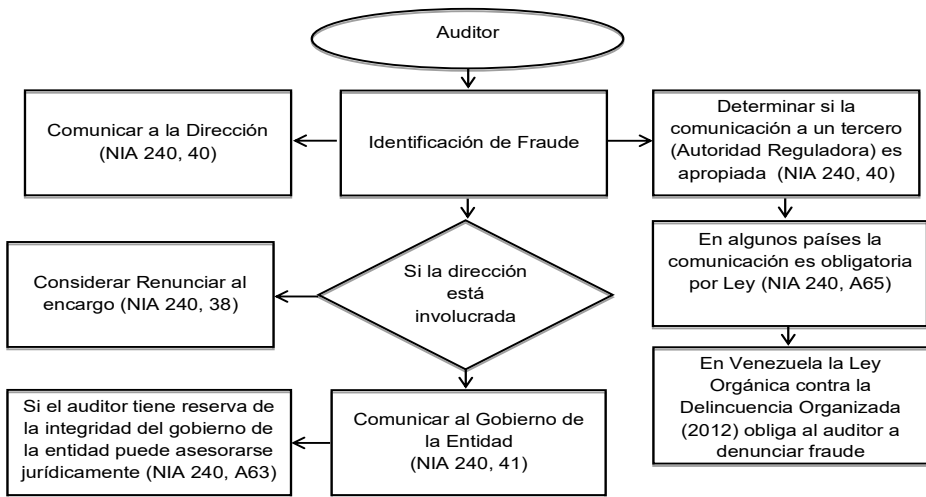 Auditor
Comunicar a la Dirección
(NIA 240, 40)
Identificación de Fraude
Determinar si la
comunicación a un tercero
(Autoridad Reguladora) es
apropiada (NIA 240, 40)
Considerar Renunciar al
encargo (NIA 240, 38)
Si la dirección
está
involucrada
En algunos países la
comunicación es obligatoria
por Ley (NIA 240, A65)
Si el auditor tiene reserva de
la integridad del gobierno de
la entidad puede asesorarse
jurídicamente (NIA 240, A63)
Comunicar al Gobierno de
la Entidad
(NIA 240, 41)
En Venezuela la Ley
Orgánica contra la
Delincuencia Organizada
(2012) obliga al auditor a
denunciar fraude